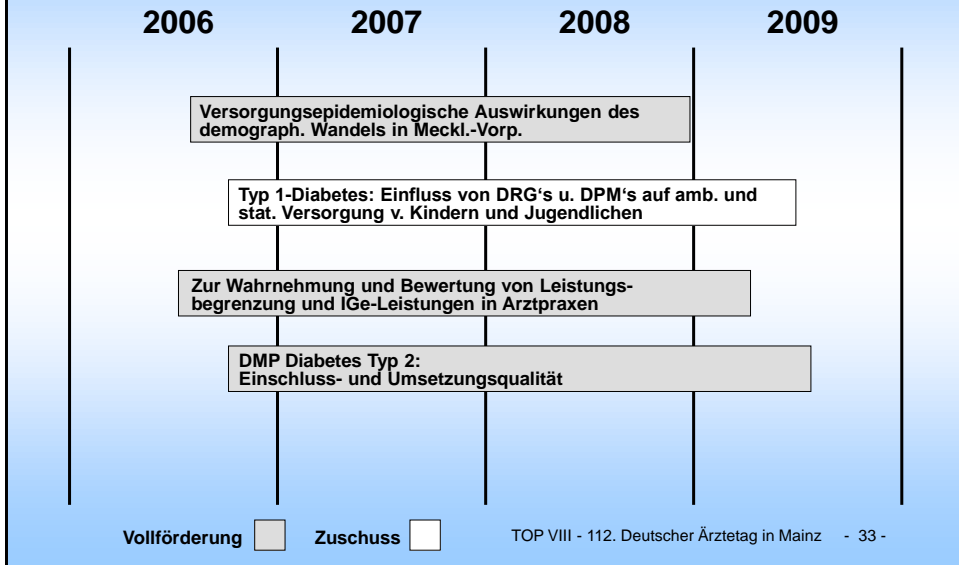 2006 2007 2008 2009
Versorgungsepidemiologische Auswirkungen des
demograph. Wandels in Meckl.-Vorp.
Typ 1-Diabetes: Einfluss von DRG‘s u. DPM‘s auf amb. und
stat. Versorgung v. Kindern und Jugendlichen
Zur Wahrnehmung und Bewertung von Leistungs-
begrenzung und IGe-Leistungen in Arztpraxen
DMP Diabetes Typ 2:
Einschluss- und Umsetzungsqualität
Vollförderung Zuschuss TOP VIII - 112. Deutscher Ärztetag in Mainz - 33 -